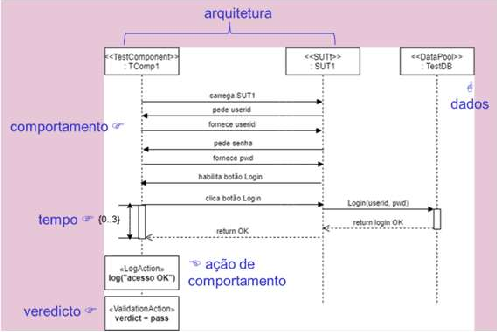 arquitetura
<<TestComponent>>
: TComp1
<<SUT>>
: SUT1
<<DataPool>>
: TestDB
dados
carrega SUT1
pede userid
comportamento
fornece userid
pede senha
fornece pwd
habilita botão Login
clica botão Login
Login(userid, pwd)
tempo
{0..3}
return login OK
return OK
«LogAction»
log("acesso OK")
ação de
comportamento
veredicto
«ValidationAction»
verdict = pass